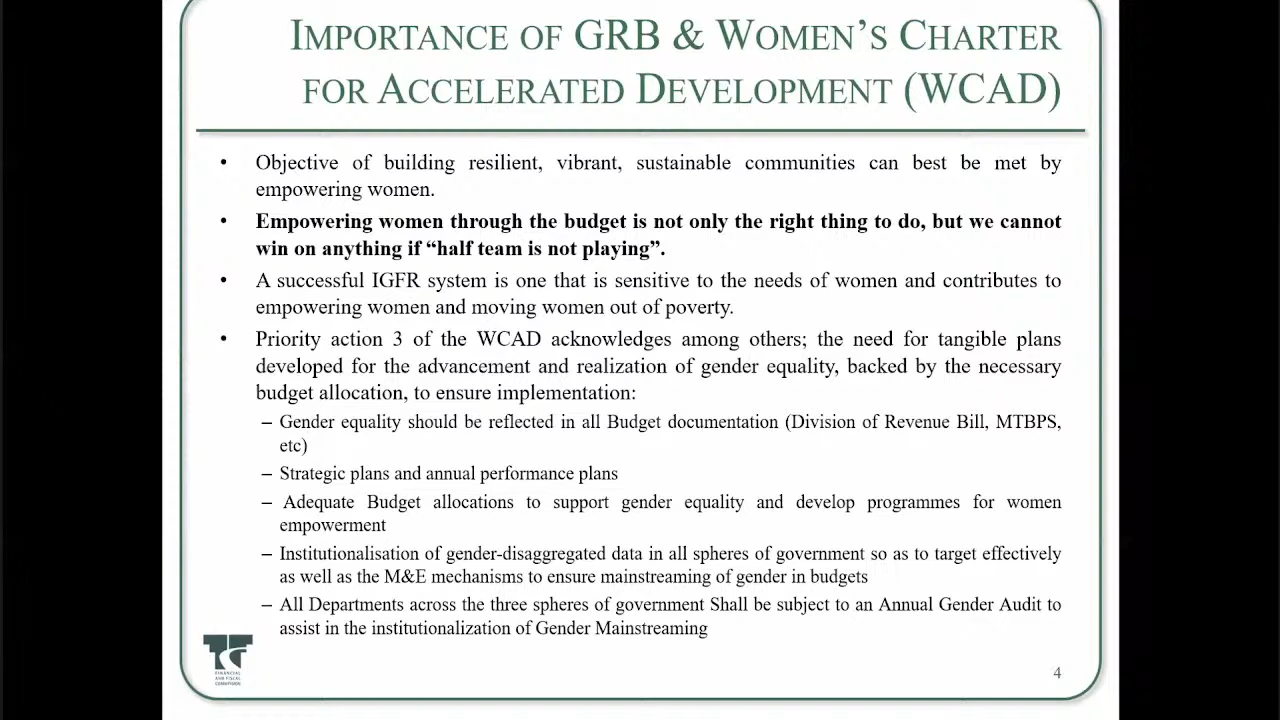 IMPORTANCE OF GRB & WOMEN'S CHARTER
FOR ACCELERATED DEVELOPMENT (WCAD)
• Objective of building resilient, vibrant, sustainable communities can best be met by
empowering women.
• Empowering women through the budget is not only the right thing to do, but we cannot
win on anything if “half team is not playing”.
• A successful IGFR system is one that is sensitive to the needs of women and contributes to
empowering women and moving women out of poverty.
• Priority action 3 of the WCAD acknowledges among others; the need for tangible plans
developed for the advancement and realization of gender equality, backed by the necessary
budget allocation, to ensure implementation:
– Gender equality should be reflected in all Budget documentation (Division of Revenue Bill, MTBPS,
etc)
– Strategic plans and annual performance plans
– Adequate Budget allocations to support gender equality and develop programmes for women
empowerment
– Institutionalisation of gender-disaggregated data in all spheres of government so as to target effectively
as well as the M&E mechanisms to ensure mainstreaming of gender in budgets
– All Departments across the three spheres of government Shall be subject to an Annual Gender Audit to
assist in the institutionalization of Gender Mainstreaming
FINANCIAL
AND FISCAL
COMMISSION
4